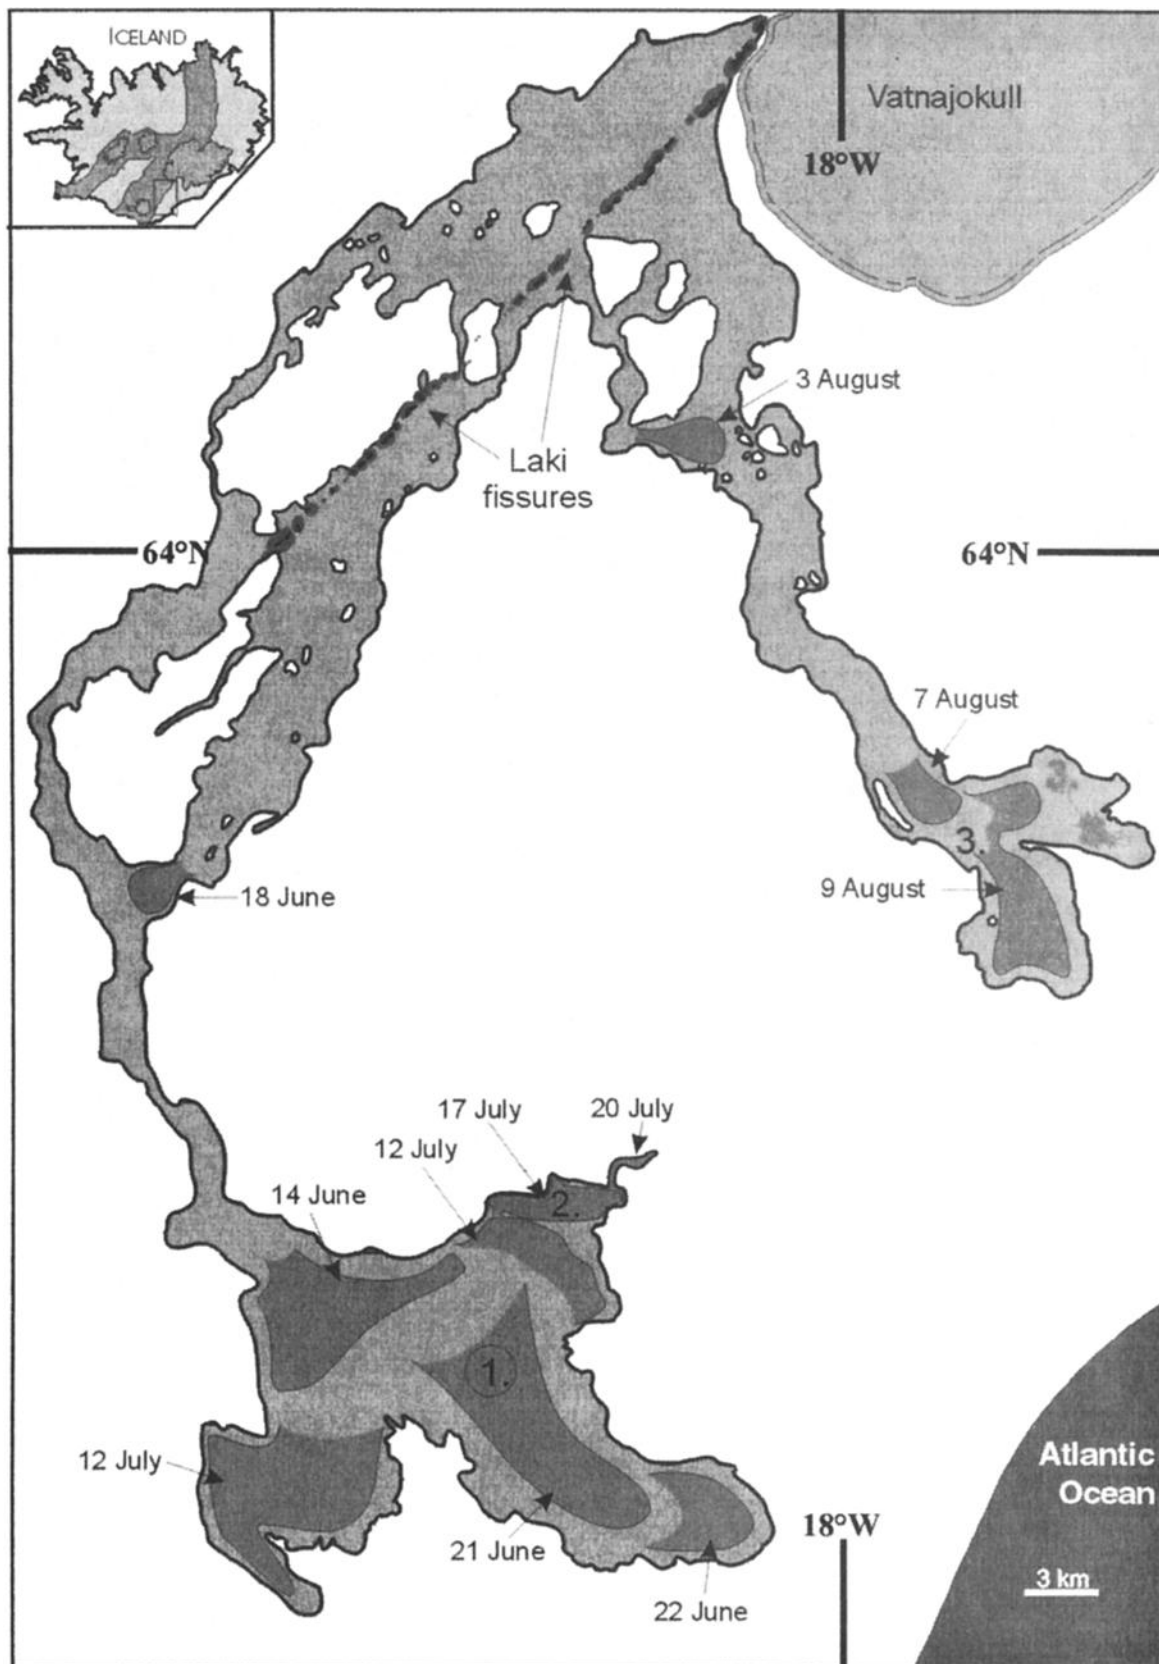 ICELAND
Vatnajokull
18°W
3 August
Laki
fissures
64°N
64°N
7 August
3.
3.
9 August
18 June
17 July
20 July
12 July
2.
14 June
1.
12 July
21 June
22 June
18°W
Atlantic
Ocean
3 km